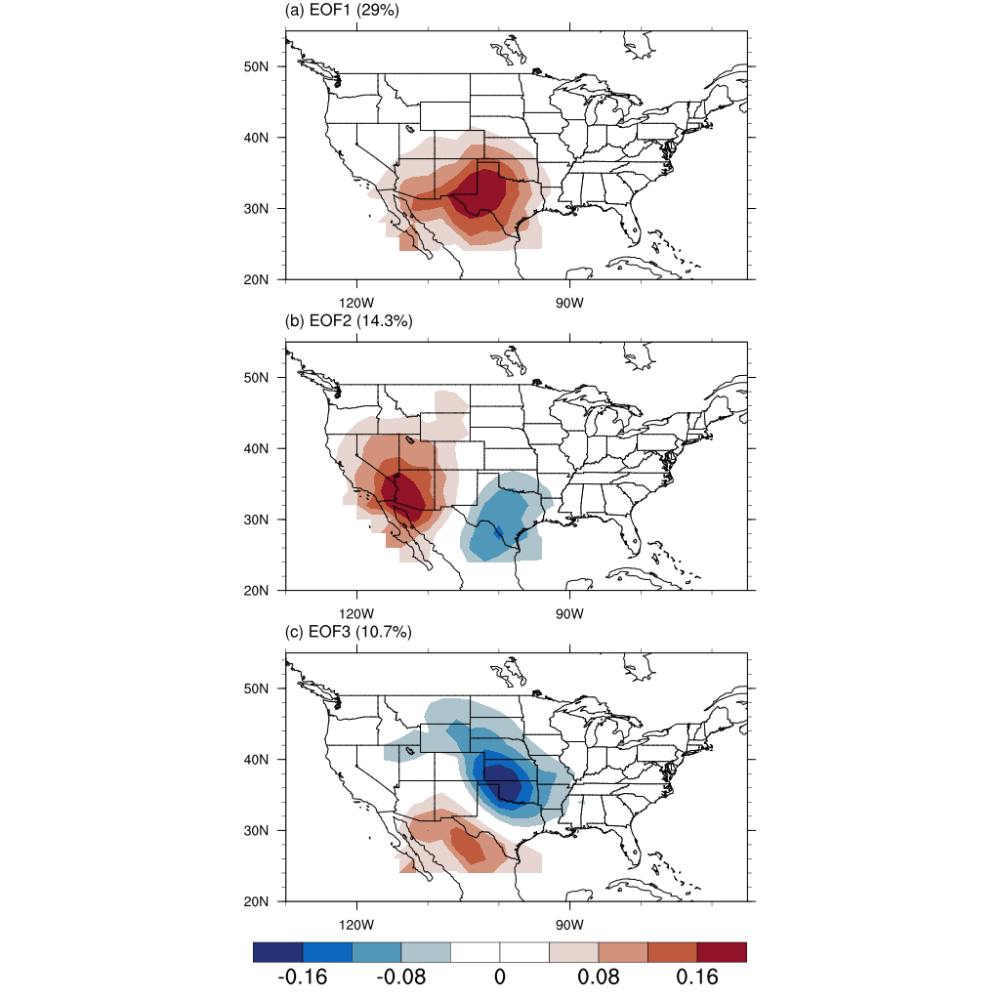 (a) EOF1 (29%)
50N
40N
30N
20N
120W 90W
(b) EOF2 (14.3%)
50N
40N
30N
20N
120W 90W
(c) EOF3 (10.7%)
50N
40N
30N
20N
120W 90W
-0.16 -0.08 0 0.08 0.16